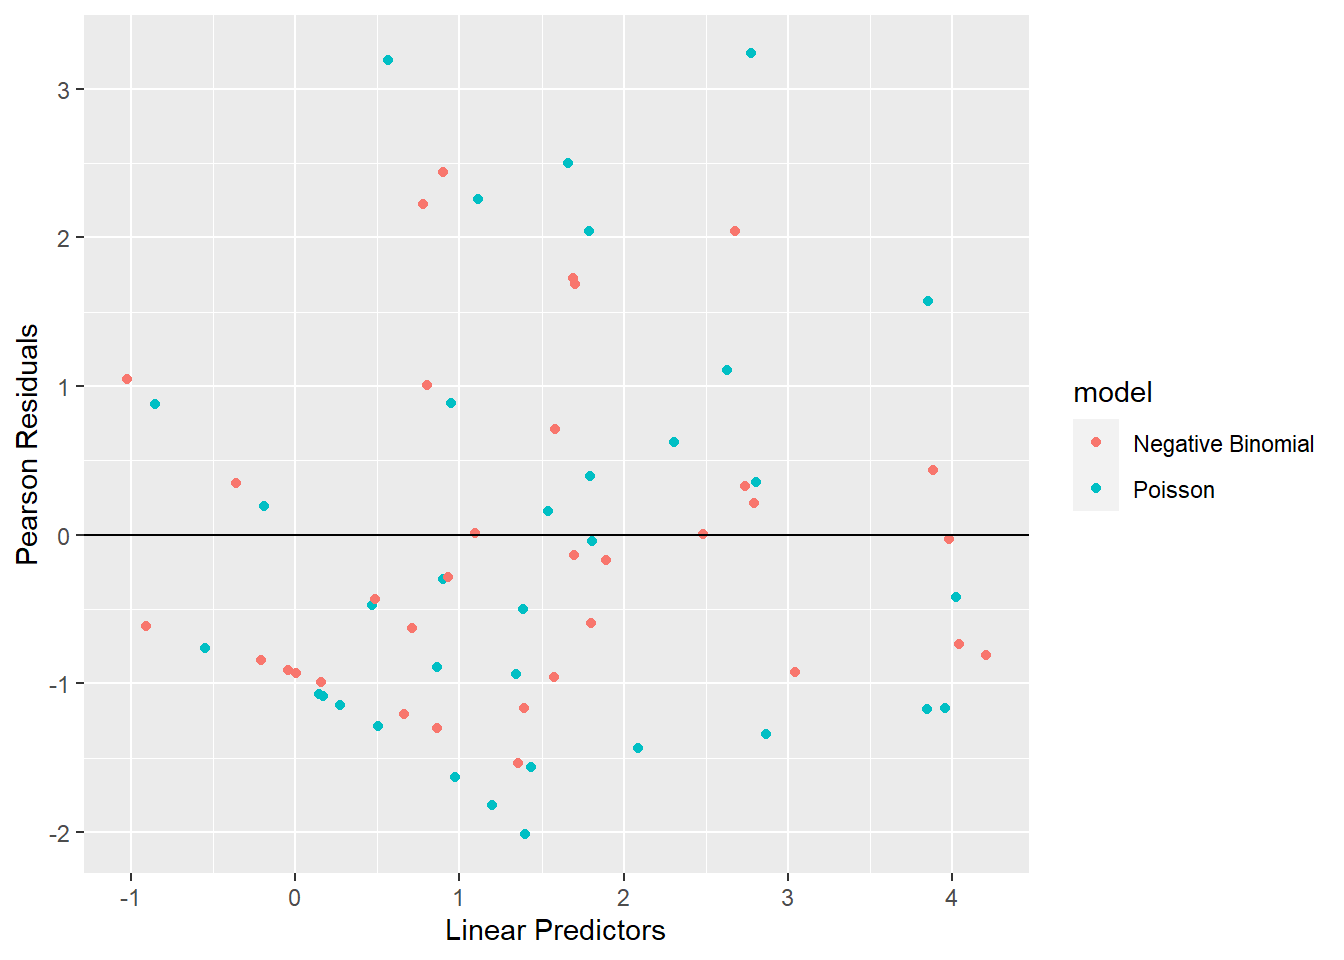 3
2
1
0
-1
-2
Pearson Residuals
-1 0 1 2 3 4
Linear Predictors
model
Negative Binomial
Poisson